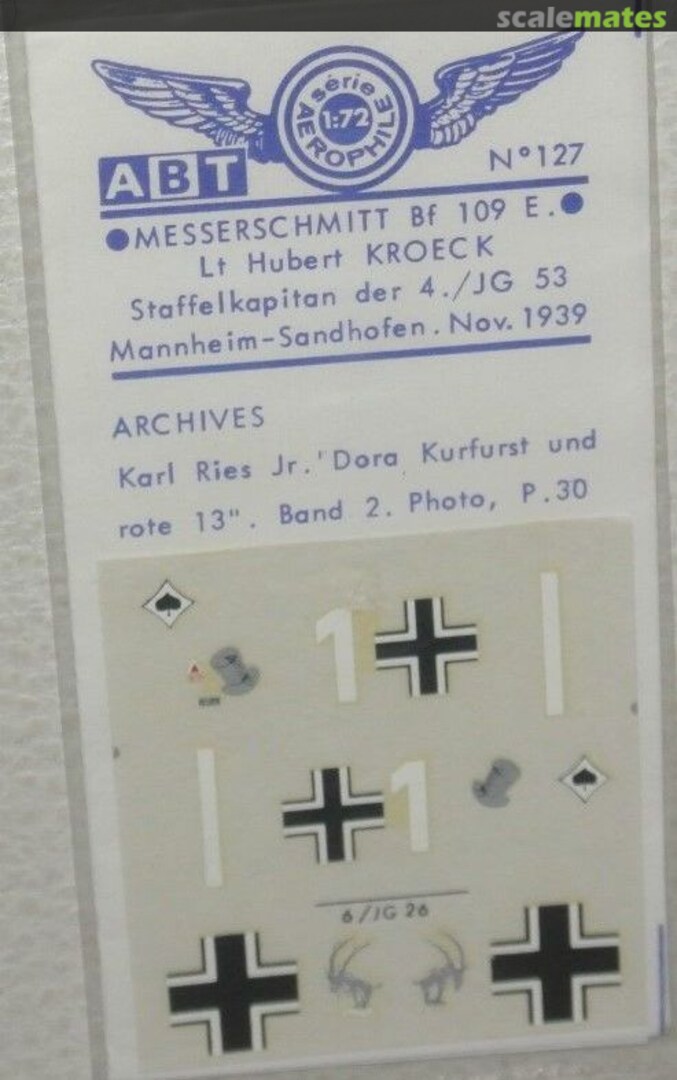 scalemates
série
1:72
AEROPHILE
ABT
N°127
MESSERSCHMITT Bf 109 E.
Lt Hubert KROECK
Staffelkapitan der 4./JG 53
Mannheim-Sandhofen. Nov. 1939
ARCHIVES
Karl Ries Jr.'Dora Kurfurst und
rote 13". Band 2. Photo, P.30
1
1
6/JG 26